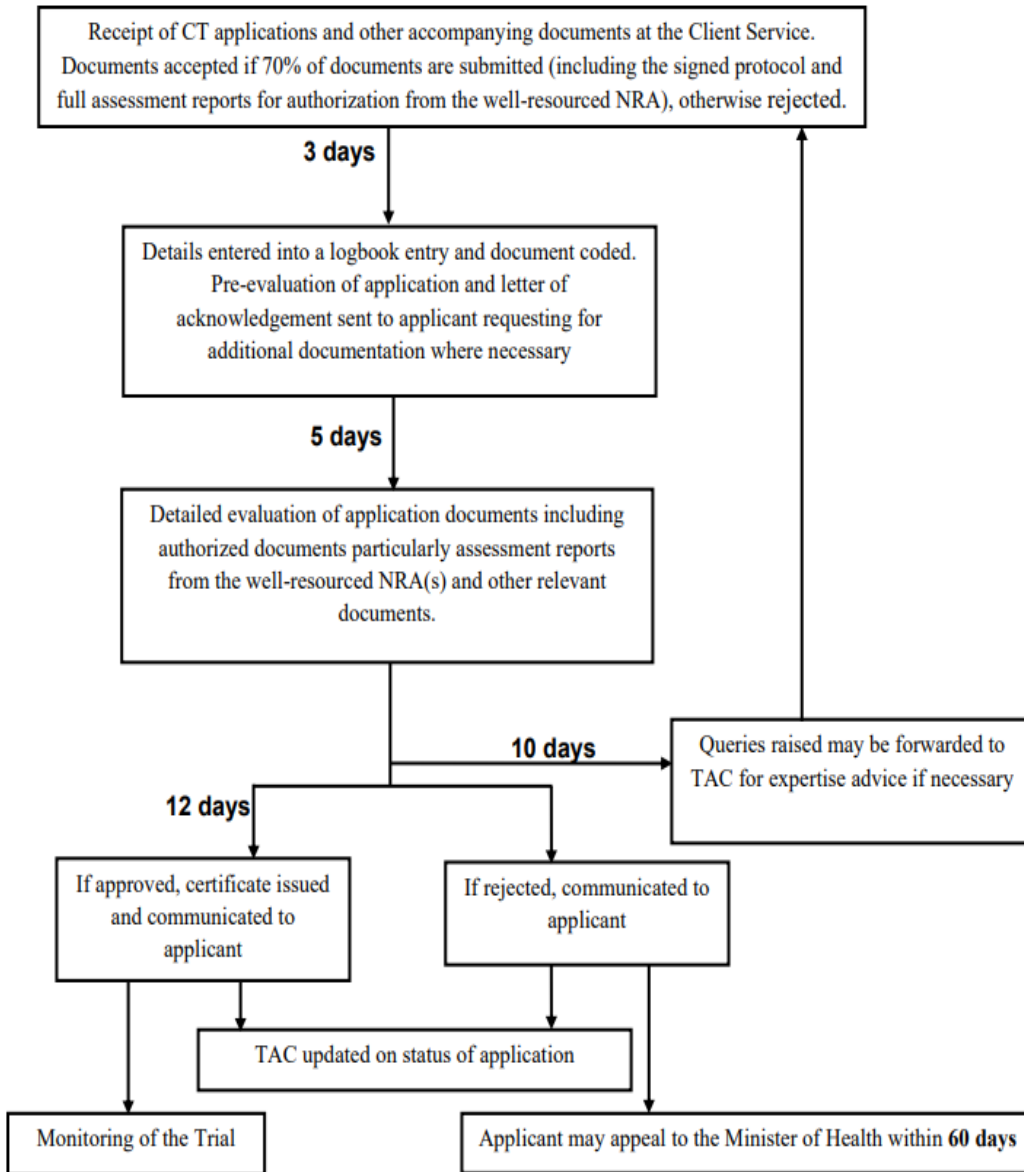 Receipt of CT applications and other accompanying documents at the Client Service.
Documents accepted if 70% of documents are submitted (including the signed protocol and
full assessment reports for authorization from the well-resourced NRA), otherwise rejected.
3 days
Details entered into a logbook entry and document coded.
Pre-evaluation of application and letter of
acknowledgement sent to applicant requesting for
additional documentation where necessary
5 days
Detailed evaluation of application documents including
authorized documents particularly assessment reports
from the well-resourced NRA(s) and other relevant
documents.
10 days
Queries raised may be forwarded to
TAC for expertise advice if necessary
12 days
If approved, certificate issued
and communicated to
applicant
If rejected, communicated to
applicant
TAC updated on status of application
Monitoring of the Trial
Applicant may appeal to the Minister of Health within 60 days